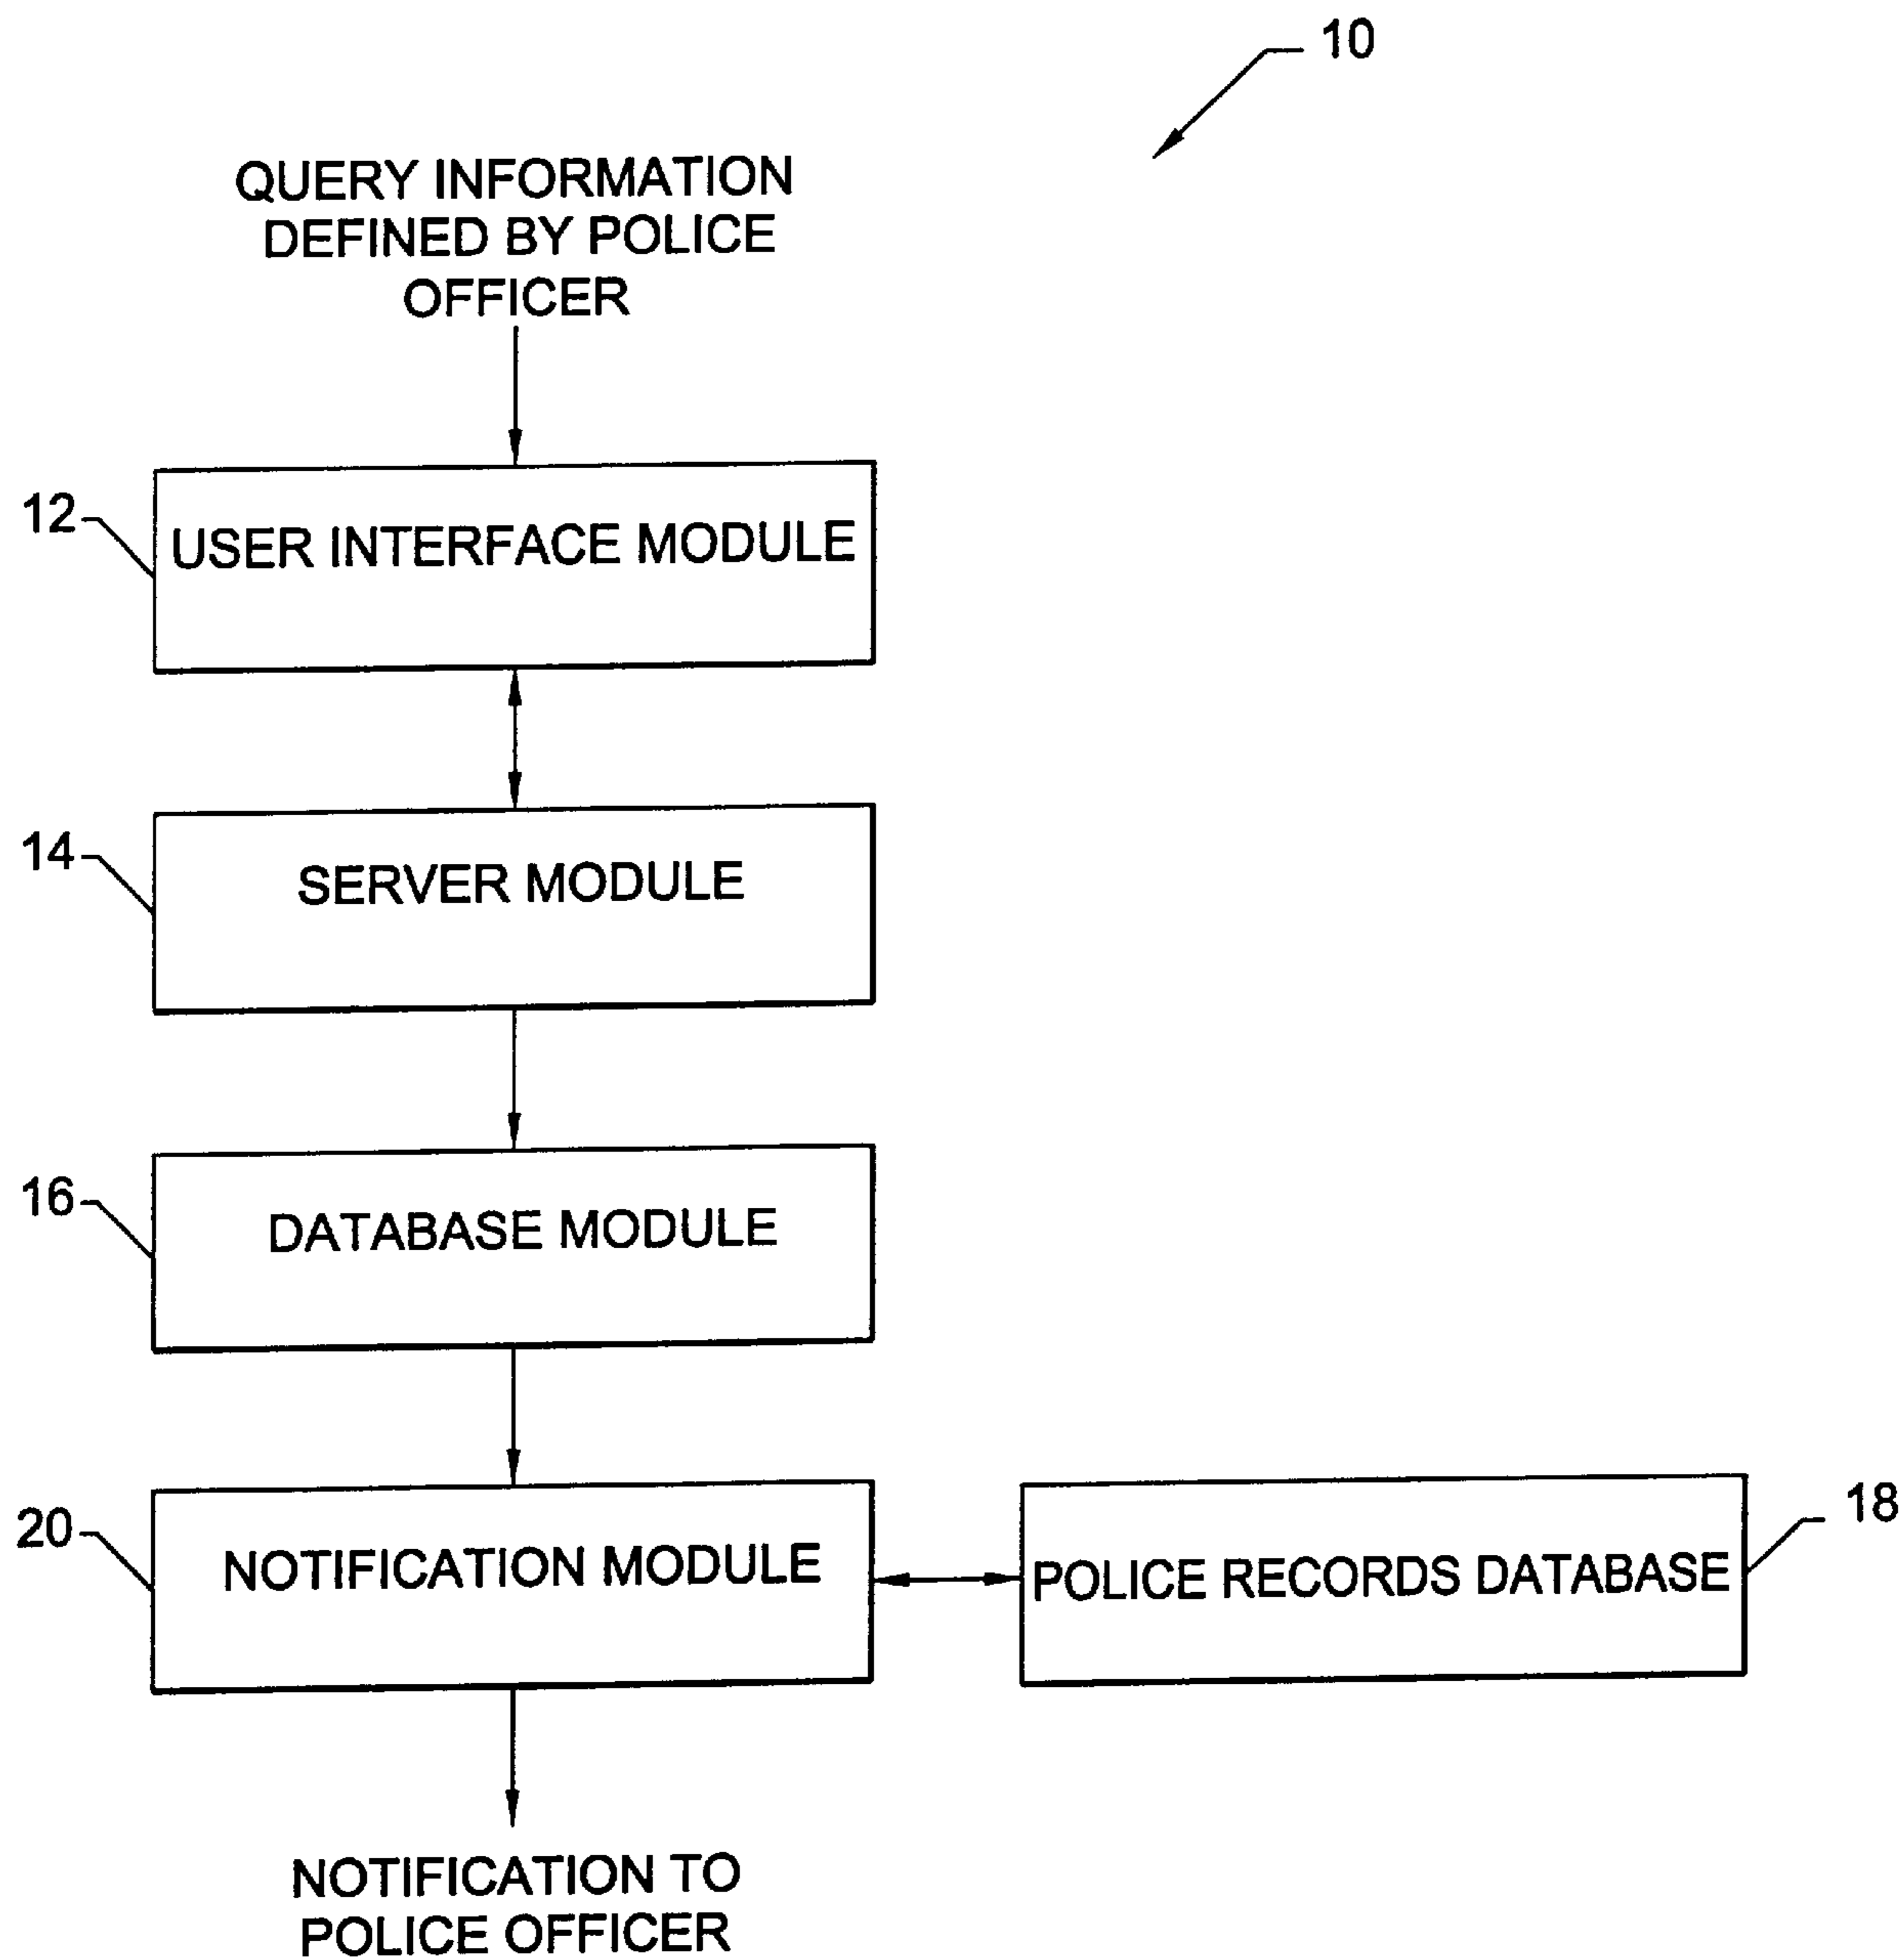 10
QUERY INFORMATION
DEFINED BY POLICE
OFFICER
12
USER INTERFACE MODULE
14
SERVER MODULE
16
DATABASE MODULE
20
NOTIFICATION MODULE
POLICE RECORDS DATABASE
18
NOTIFICATION TO
POLICE OFFICER